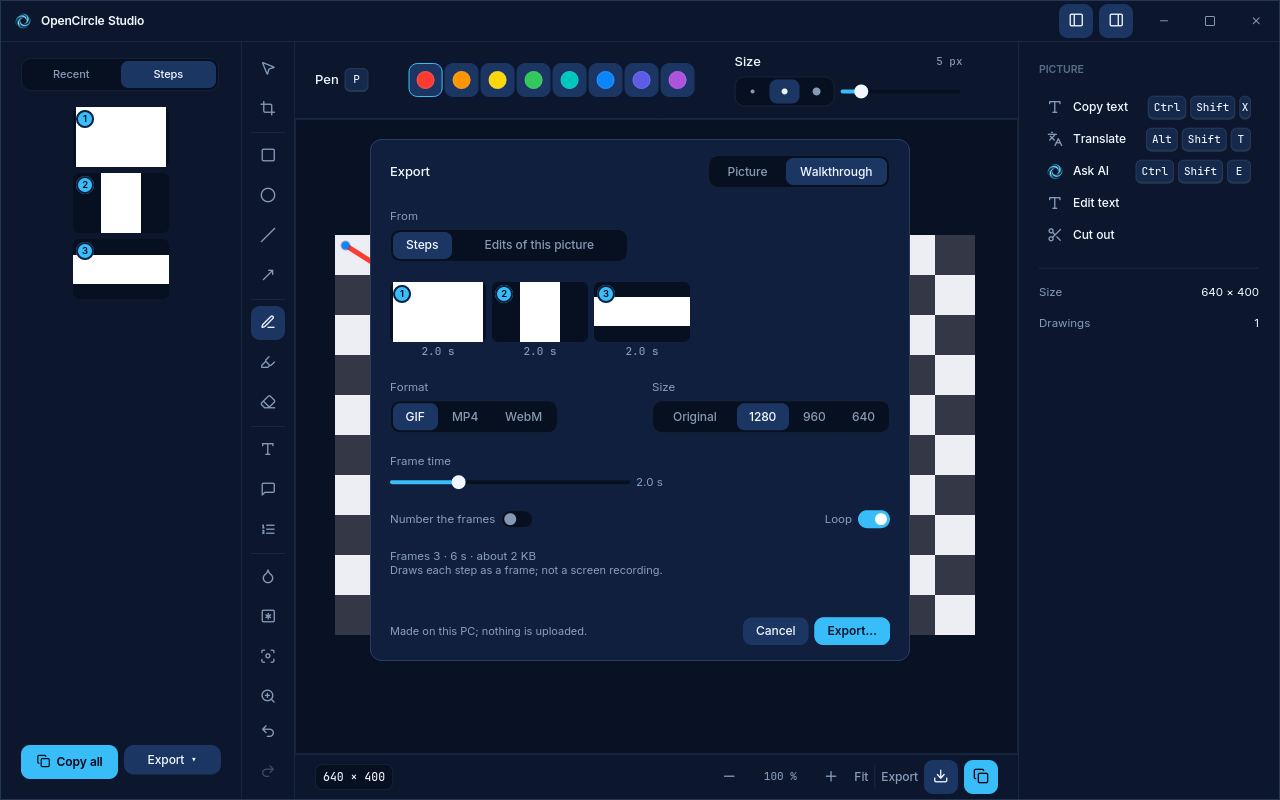 OpenCircle Studio
Recent Steps
1
2
3
Copy all
Export
Pen P
Size 5 px
Export
Picture Walkthrough
From
Steps Edits of this picture
1 2 3
2.0 s 2.0 s 2.0 s
Format Size
GIF MP4 WebM Original 1280 960 640
Frame time
2.0 s
Number the frames Loop
Frames 3 · 6 s · about 2 KB
Draws each step as a frame; not a screen recording.
Made on this PC; nothing is uploaded. Cancel Export...
640 × 400 100 % Fit Export
PICTURE
Copy text Ctrl Shift X
Translate Alt Shift T
Ask AI Ctrl Shift E
Edit text
Cut out
Size 640 × 400
Drawings 1